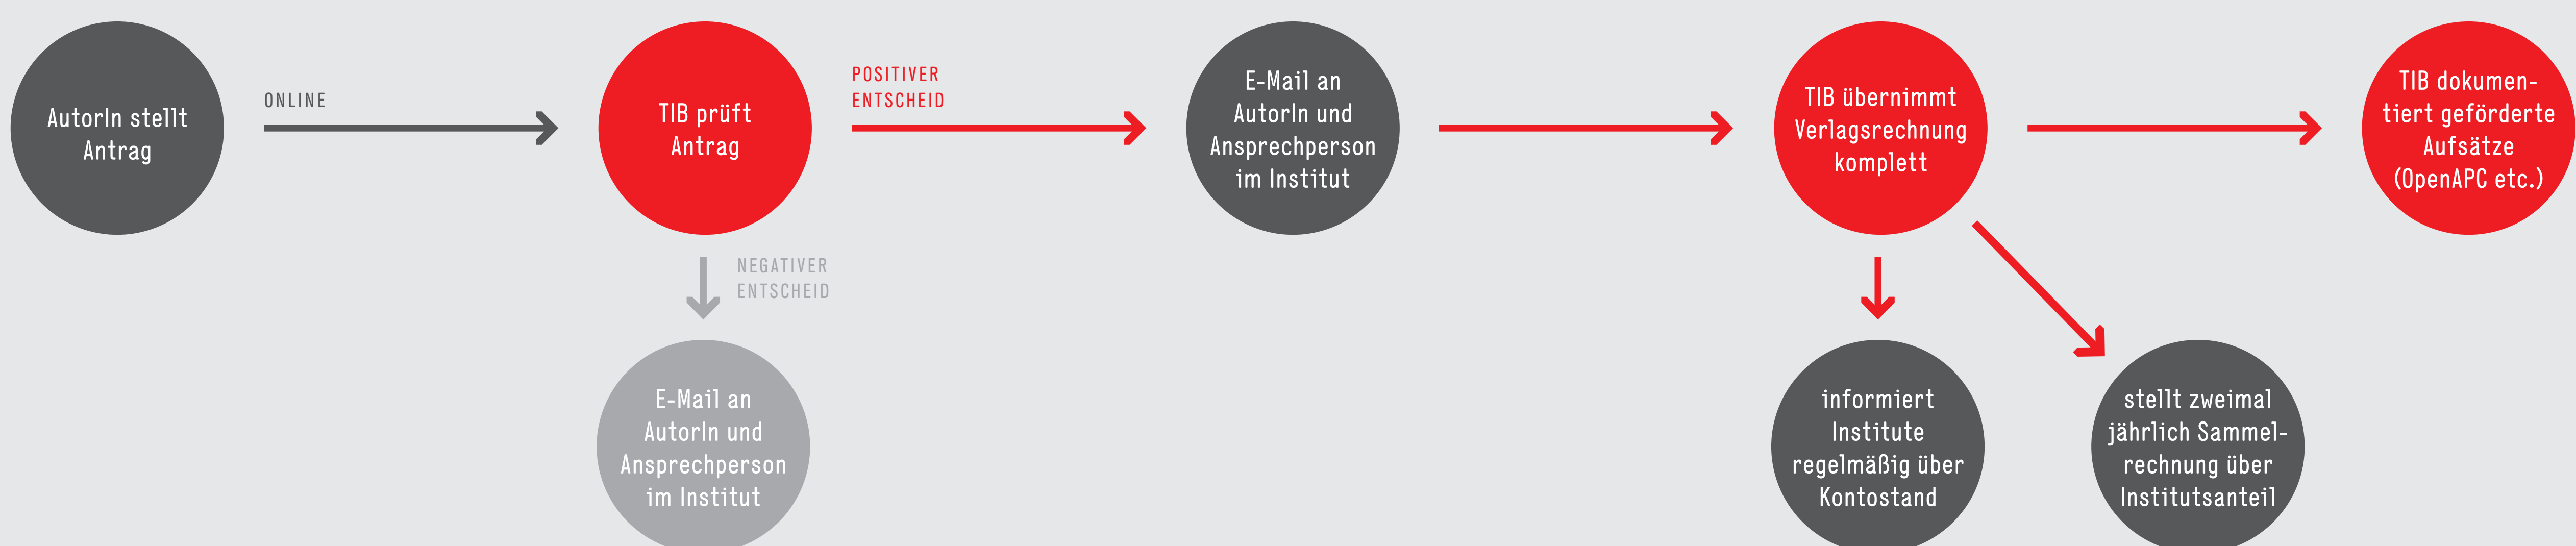 AutorIn stellt
Antrag
ONLINE
TIB prüft
Antrag
POSITIVER
ENTSCHEID
E-Mail an
AutorIn und
Ansprechperson
im Institut
TIB übernimmt
Verlagsrechnung
komplett
TIB dokumen-
tiert geförderte
Aufsätze
(OpenAPC etc.)
NEGATIVER
ENTSCHEID
E-Mail an
AutorIn und
Ansprechperson
im Institut
informiert
Institute
regelmäßig über
Kontostand
stellt zweimal
jährlich Sammel-
rechnung über
Institutsanteil